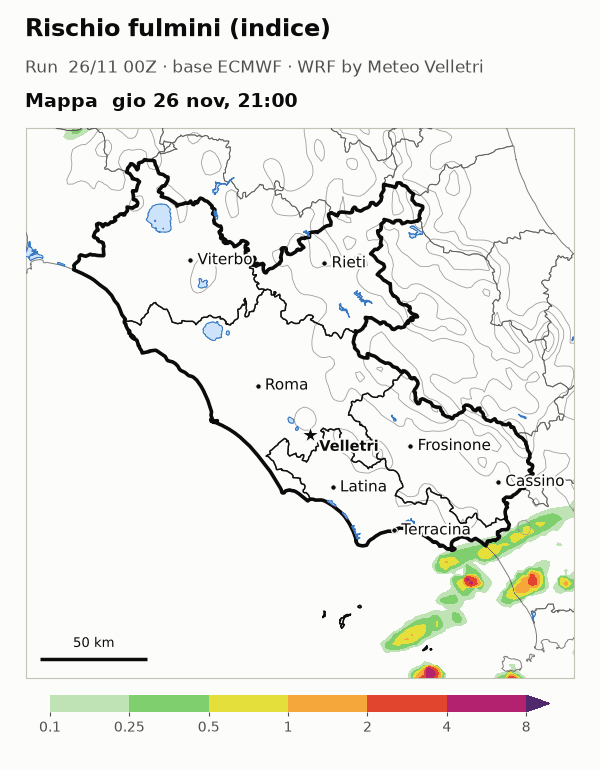 Rischio fulmini (indice)
Run  26/11 00Z · base ECMWF · WRF by Meteo Velletri
Mappa  gio 26 nov, 21:00
Viterbo
Rieti
Roma
Velletri
Frosinone
Cassino
Latina
Terracina
50 km
0.1 0.25 0.5 1 2 4 8